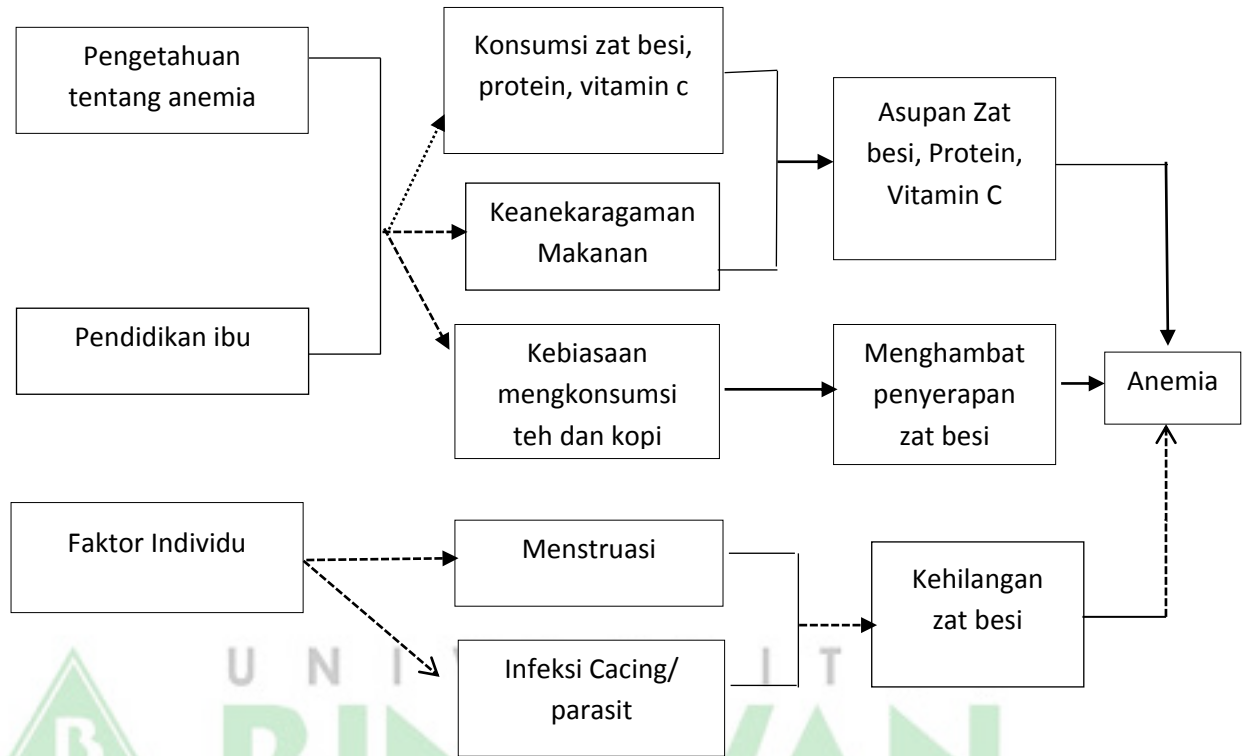 Pengetahuan
tentang anemia
Pendidikan ibu
Konsumsi zat besi,
protein, vitamin c
Keanekaragaman
Makanan
Kebiasaan
mengkonsumsi
teh dan kopi
Asupan Zat
besi, Protein,
Vitamin C
Menghambat
penyerapan
zat besi
Anemia
Faktor Individu
Menstruasi
Infeksi Cacing/
parasit
Kehilangan
zat besi
B